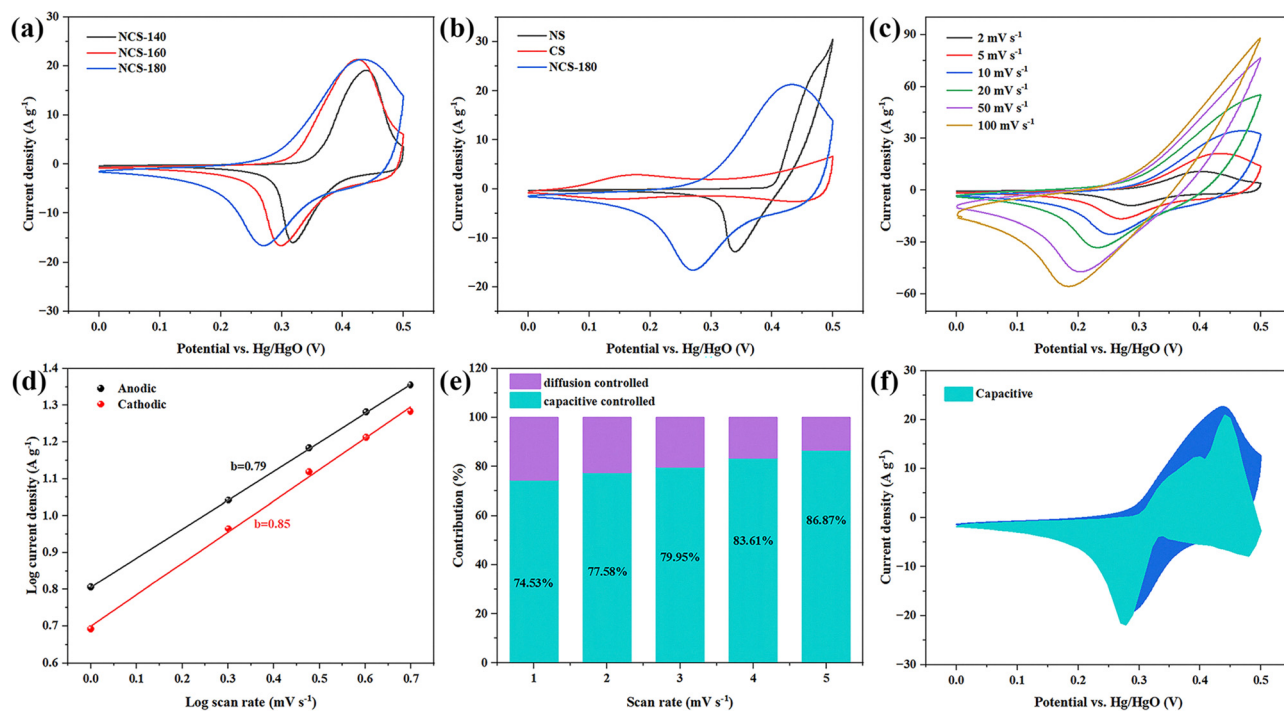 (a)
NCS-140
NCS-160
NCS-180
30
20
10
0
−10
−20
−30
Current density (A g⁻¹)
0.0 0.1 0.2 0.3 0.4 0.5
Potential vs. Hg/HgO (V)
(b)
NS
CS
NCS-180
30
20
10
0
−10
−20
Current density (A g⁻¹)
0.0 0.1 0.2 0.3 0.4 0.5
Potential vs. Hg/HgO (V)
(c)
2 mV s⁻¹
5 mV s⁻¹
10 mV s⁻¹
20 mV s⁻¹
50 mV s⁻¹
100 mV s⁻¹
90
60
30
0
−30
−60
Current density (A g⁻¹)
0.0 0.1 0.2 0.3 0.4 0.5
Potential vs. Hg/HgO (V)
(d)
Anodic
Cathodic
b=0.79
b=0.85
1.4
1.3
1.2
1.1
1.0
0.9
0.8
0.7
0.6
Log current density (A g⁻¹)
0.0 0.1 0.2 0.3 0.4 0.5 0.6 0.7
Log scan rate (mV s⁻¹)
(e)
diffusion controlled
capacitive controlled
120
100
80
60
40
20
0
Contribution (%)
74.53%
77.58%
79.95%
83.61%
86.87%
1 2 3 4 5
Scan rate (mV s⁻¹)
(f)
Capacitive
30
20
10
0
−10
−20
−30
Current density (A g⁻¹)
0.0 0.1 0.2 0.3 0.4 0.5
Potential vs. Hg/HgO (V)